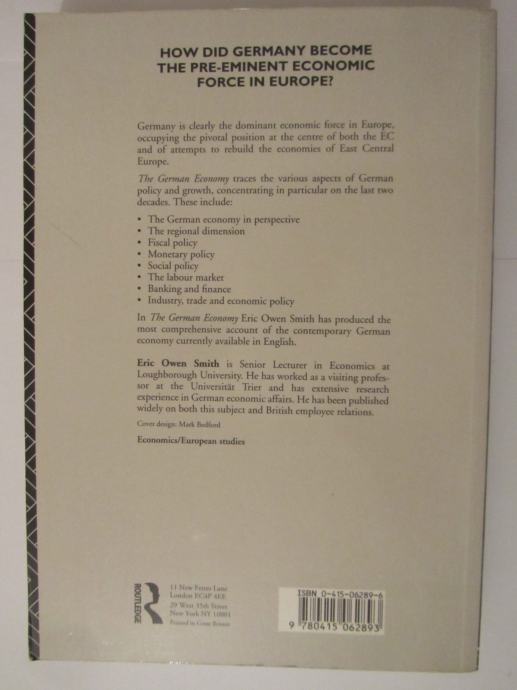 HOW DID GERMANY BECOME
THE PRE-EMINENT ECONOMIC
FORCE IN EUROPE?
Germany is clearly the dominant economic force in Europe,
occupying the pivotal position at the centre of both the EC
and of attempts to rebuild the economies of East Central
Europe.
The German Economy traces the various aspects of German
policy and growth, concentrating in particular on the last two
decades. These include:
• The German economy in perspective
• The regional dimension
• Fiscal policy
• Monetary policy
• Social policy
• The labour market
• Banking and finance
• Industry, trade and economic policy
In The German Economy Eric Owen Smith has produced the
most comprehensive account of the contemporary German
economy currently available in English.
Eric Owen Smith is Senior Lecturer in Economics at
Loughborough University. He has worked as a visiting profes-
sor at the Universität Trier and has extensive research
experience in German economic affairs. He has been published
widely on both this subject and British employee relations.
Cover design: Mark Bedford
Economics/European studies
ROUTLEDGE
11 New Fetter Lane
London EC4P 4EE
29 West 35th Street
New York NY 10001
Printed in Great Britain
ISBN 0-415-06289-6
9 780415 062893